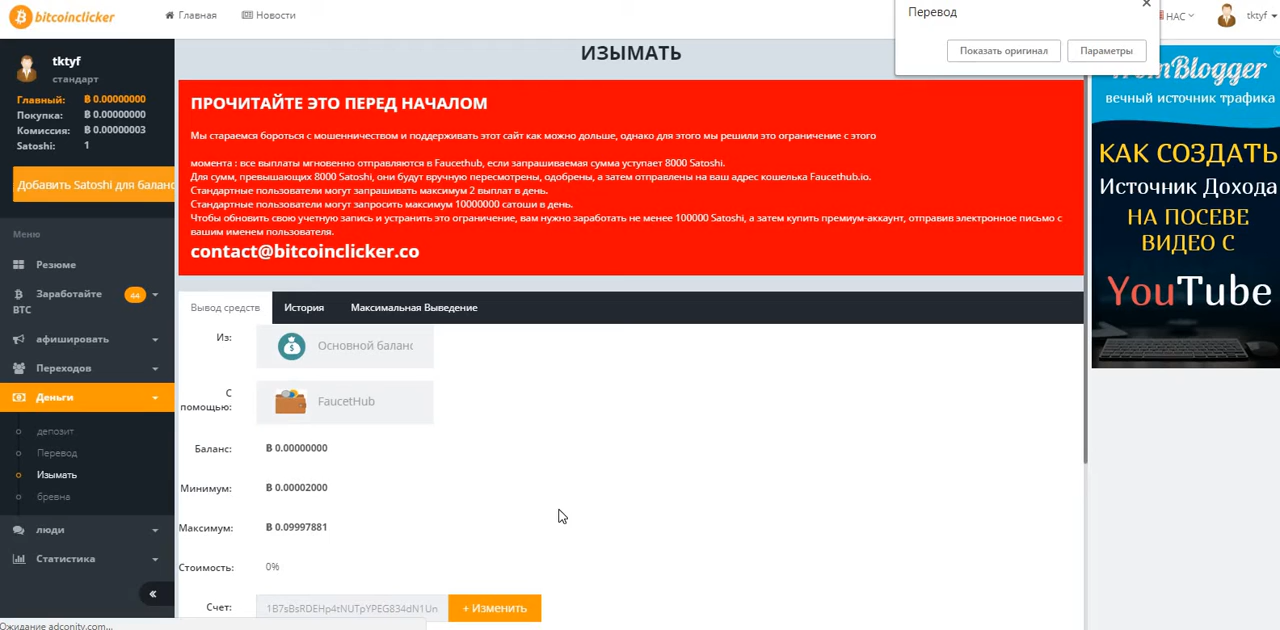 bitcoinclicker
Главная
Новости
Перевод
Показать оригинал
Параметры
НАС
tktyf
tktyf
стандарт
Главный: ฿ 0.00000000
Покупка: ฿ 0.00000000
Комиссия: ฿ 0.00000003
Satoshi: 1
Добавить Satoshi для баланс
Меню
Резюме
Заработайте 44
BTC
афишировать
Переходов
Деньги
депозит
Перевод
Изымать
бревна
люди
Статистика
«
Ожидание adconity.com...
ИЗЫМАТЬ
ПРОЧИТАЙТЕ ЭТО ПЕРЕД НАЧАЛОМ
Мы стараемся бороться с мошенничеством и поддерживать этот сайт как можно дольше, однако для этого мы решили это ограничение с этого
момента : все выплаты мгновенно отправляются в Faucethub, если запрашиваемая сумма уступает 8000 Satoshi.
Для сумм, превышающих 8000 Satoshi, они будут вручную пересмотрены, одобрены, а затем отправлены на ваш адрес кошелька Faucethub.io.
Стандартные пользователи могут запрашивать максимум 2 выплат в день.
Стандартные пользователи могут запросить максимум 10000000 сатоши в день.
Чтобы обновить свою учетную запись и устранить это ограничение, вам нужно заработать не менее 100000 Satoshi, а затем купить премиум-аккаунт, отправив электронное письмо с
вашим именем пользователя.
contact@bitcoinclicker.co
Вывод средств
История
Максимальная Выведение
Из: Основной баланс
С
помощью: FaucetHub
Баланс: ฿ 0.00000000
Минимум: ฿ 0.00002000
Максимум: ฿ 0.09997881
Стоимость: 0%
Счет: 1B7sBsRDEHp4tNUTpYPEG834dN1Un
+ Изменить
вечный источник трафика
КАК СОЗДАТЬ
Источник Дохода
НА ПОСЕВЕ
ВИДЕО С
YouTube